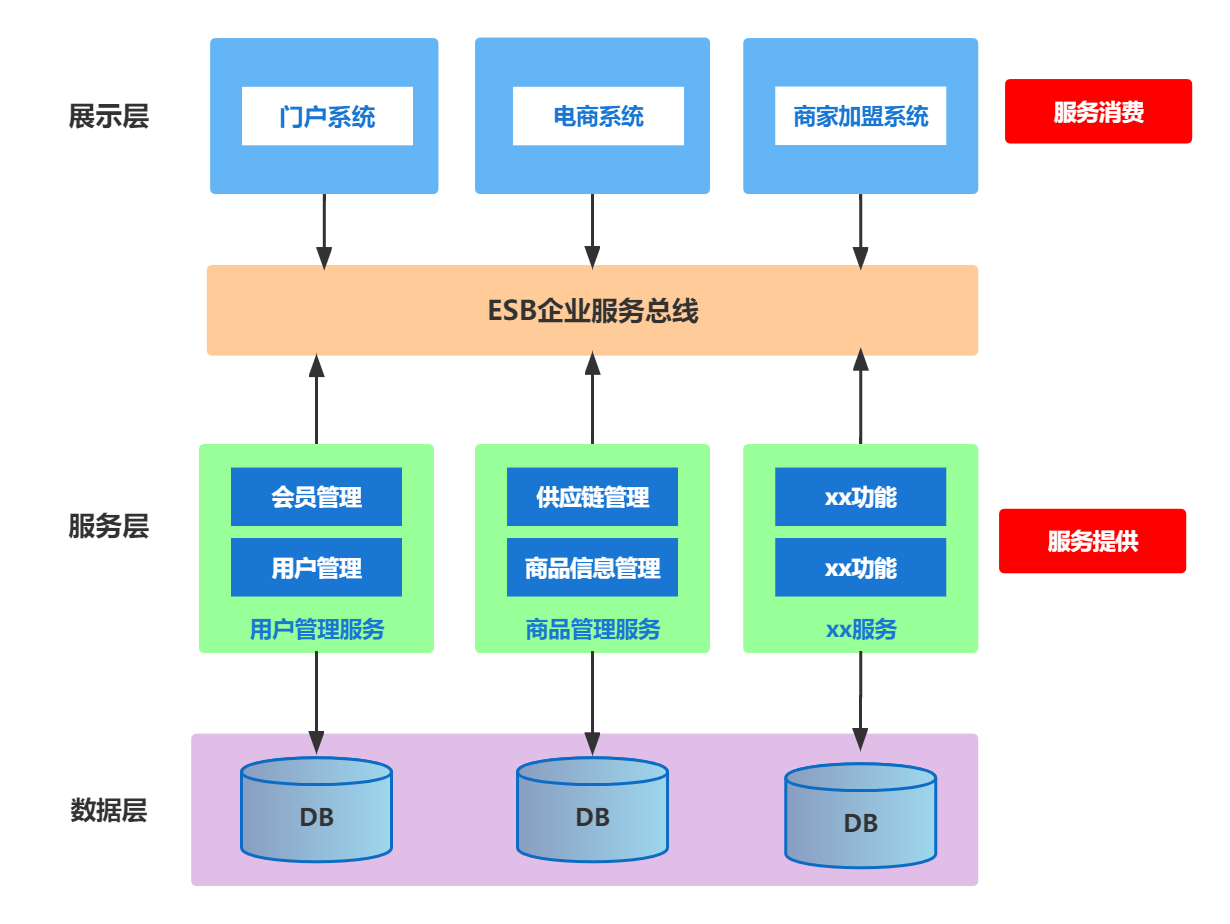 展示层
门户系统
电商系统
商家加盟系统
服务消费
ESB企业服务总线
服务层
会员管理
用户管理
用户管理服务
供应链管理
商品信息管理
商品管理服务
xx功能
xx功能
xx服务
服务提供
数据层
DB
DB
DB